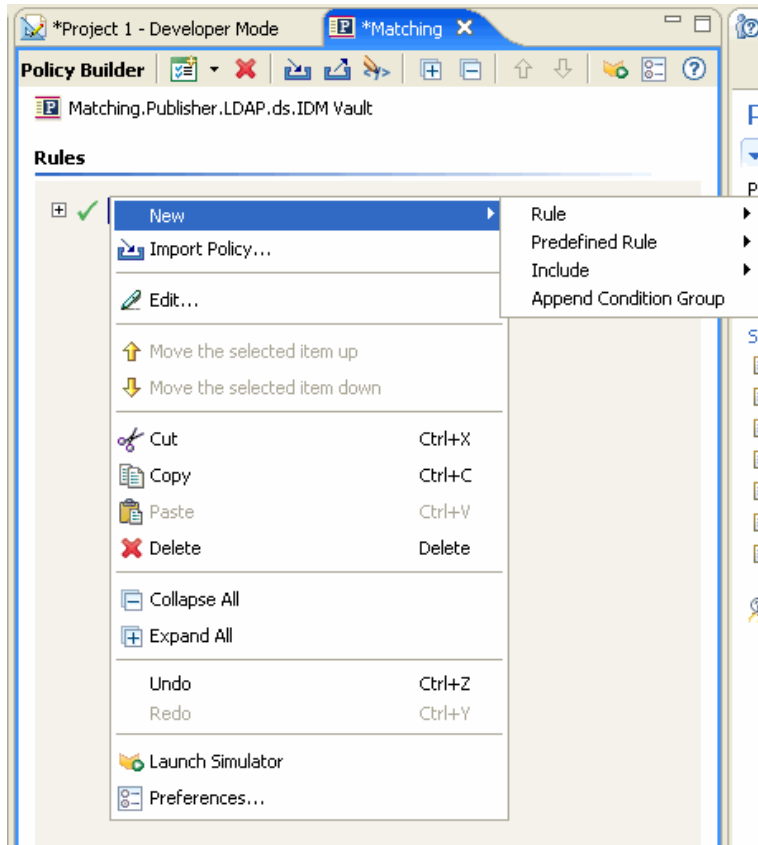 *Project 1 - Developer Mode
*Matching
Policy Builder
Matching.Publisher.LDAP.ds.IDM Vault
Rules
New
Import Policy...
Edit...
Move the selected item up
Move the selected item down
Cut Ctrl+X
Copy Ctrl+C
Paste Ctrl+V
Delete Delete
Collapse All
Expand All
Undo Ctrl+Z
Redo Ctrl+Y
Launch Simulator
Preferences...
Rule
Predefined Rule
Include
Append Condition Group